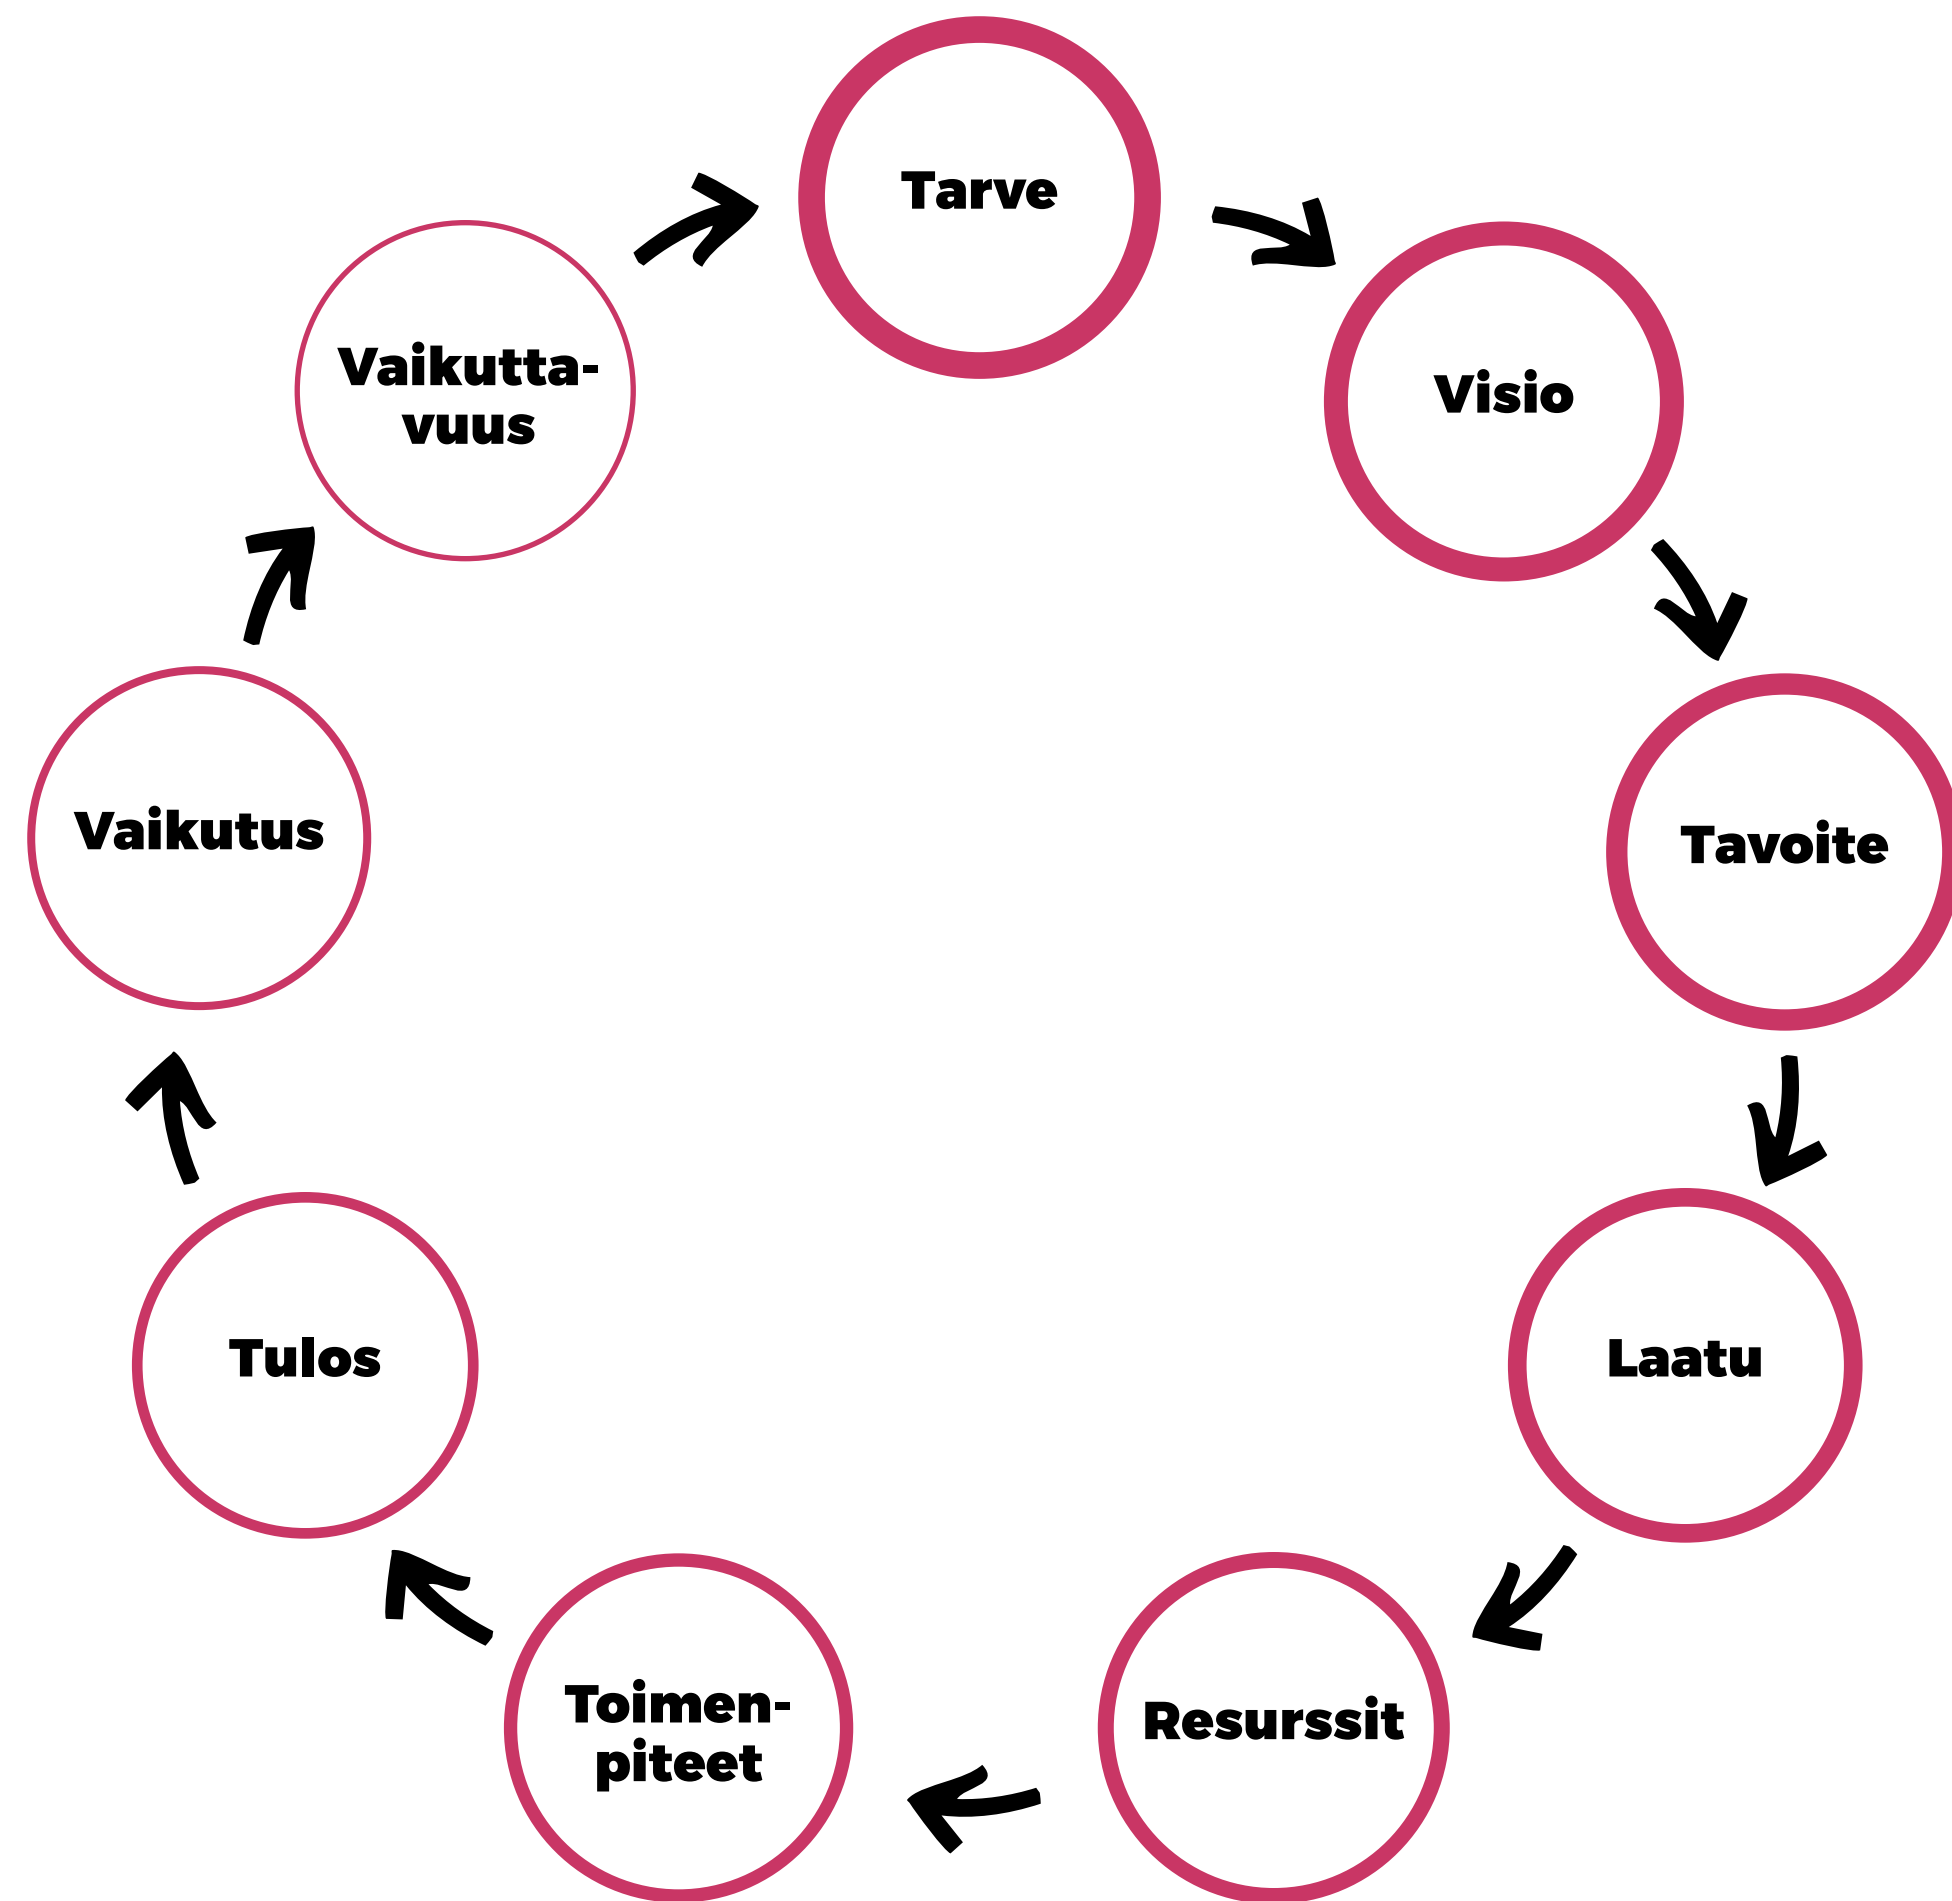 Tarve
Visio
Tavoite
Laatu
Resurssit
Toimen-
piteet
Tulos
Vaikutus
Vaikutta-
vuus